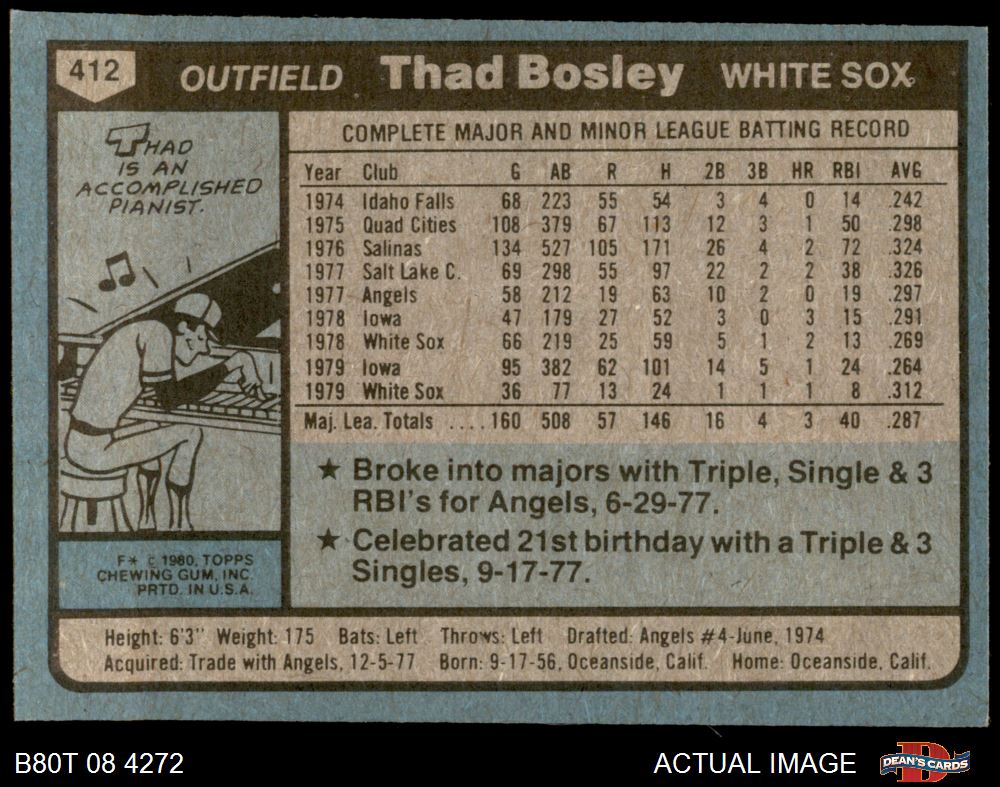 412 OUTFIELD Thad Bosley WHITE SOX
THAD
IS AN
ACCOMPLISHED
PIANIST.
COMPLETE MAJOR AND MINOR LEAGUE BATTING RECORD
Year Club G AB R H 2B 3B HR RBI AVG
1974 Idaho Falls 68 223 55 54 3 4 0 14 .242
1975 Quad Cities 108 379 67 113 12 3 1 50 .298
1976 Salinas 134 527 105 171 26 4 2 72 .324
1977 Salt Lake C. 69 298 55 97 22 2 2 38 .326
1977 Angels 58 212 19 63 10 2 0 19 .297
1978 Iowa 47 179 27 52 3 0 3 15 .291
1978 White Sox 66 219 25 59 5 1 2 13 .269
1979 Iowa 95 382 62 101 14 5 1 24 .264
1979 White Sox 36 77 13 24 1 1 1 8 .312
Maj. Lea. Totals ....160 508 57 146 16 4 3 40 .287
★ Broke into majors with Triple, Single & 3
RBI's for Angels, 6-29-77.
★ Celebrated 21st birthday with a Triple & 3
Singles, 9-17-77.
F* © 1980, TOPPS
CHEWING GUM, INC.
PRTD. IN U.S.A.
Height: 6'3" Weight: 175 Bats: Left Throws: Left Drafted: Angels #4-June, 1974
Acquired: Trade with Angels, 12-5-77 Born: 9-17-56, Oceanside, Calif. Home: Oceanside, Calif.
B80T 08 4272 ACTUAL IMAGE DEAN'S CARDS